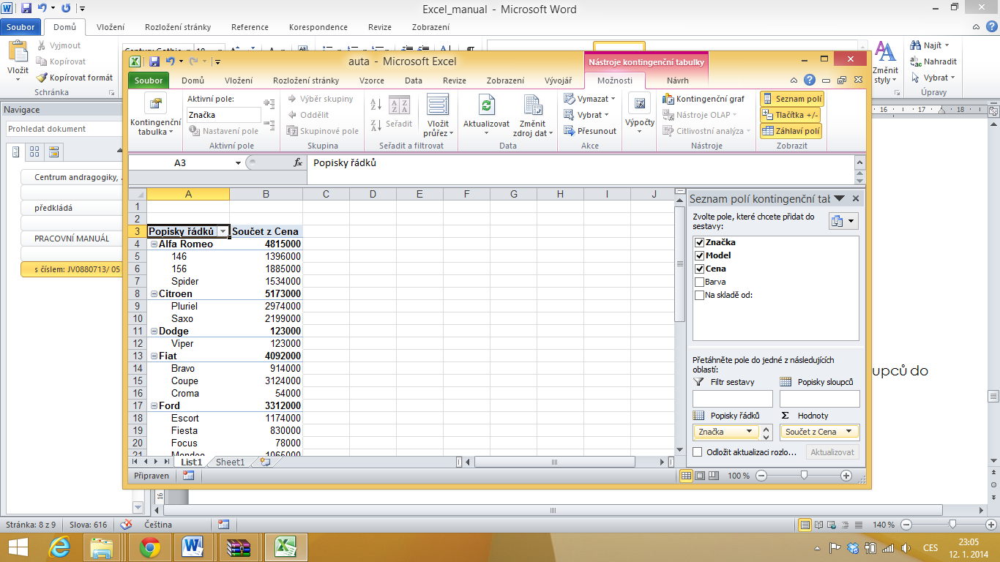 Excel_manual - Microsoft Word
Soubor Domů Vložení Rozložení stránky Reference Korespondence Revize Zobrazení
Vložit
Vyjmout
Kopírovat
Kopírovat formát
Schránka
Změnit
styly
Najít
Nahradit
Vybrat
Úpravy
Navigace
Prohledat dokument
Centrum andragogiky,
předkládá
PRACOVNÍ MANUÁL
s číslem: JV0880713/ 05
auta - Microsoft Excel
Nástroje kontingenční tabulky
Soubor Domů Vložení Rozložení stránky Vzorce Data Revize Zobrazení Vývojář Možnosti Návrh
Kontingenční
tabulka
Aktivní pole:
Značka
Nastavení pole
Aktivní pole
Výběr skupiny
Oddělit
Skupinové pole
Skupina
Seřadit
Vložit
průřez
Seřadit a filtrovat
Aktualizovat
Změnit
zdroj dat
Data
Vymazat
Vybrat
Přesunout
Akce
Výpočty
Kontingenční graf
Nástroje OLAP
Citlivostní analýza
Nástroje
Seznam polí
Tlačítka +/-
Záhlaví polí
Zobrazit
16 17 18
A3 fx Popisky řádků
A B C D E F G H I J
1
2
3 Popisky řádků Součet z Cena
4 Alfa Romeo 4815000
5 146 1396000
6 156 1885000
7 Spider 1534000
8 Citroen 5173000
9 Pluriel 2974000
10 Saxo 2199000
11 Dodge 123000
12 Viper 123000
13 Fiat 4092000
14 Bravo 914000
15 Coupe 3124000
16 Croma 54000
17 Ford 3312000
18 Escort 1174000
19 Fiesta 830000
20 Focus 78000
21 Mondeo 1065000
Seznam polí kontingenční tab
Zvolte pole, které chcete přidat do
sestavy:
Značka
Model
Cena
Barva
Na skladě od:
Přetáhněte pole do jedné z následujících
oblastí:
Filtr sestavy Popisky sloupců
Popisky řádků Σ Hodnoty
Značka Součet z Cena
Odložit aktualizaci rozlo... Aktualizovat
List1 Sheet1
Připraven 100 %
upců do
16
Stránka: 8 z 9 Slova: 616 Čeština 140 %
CES
23:05
12. 1. 2014